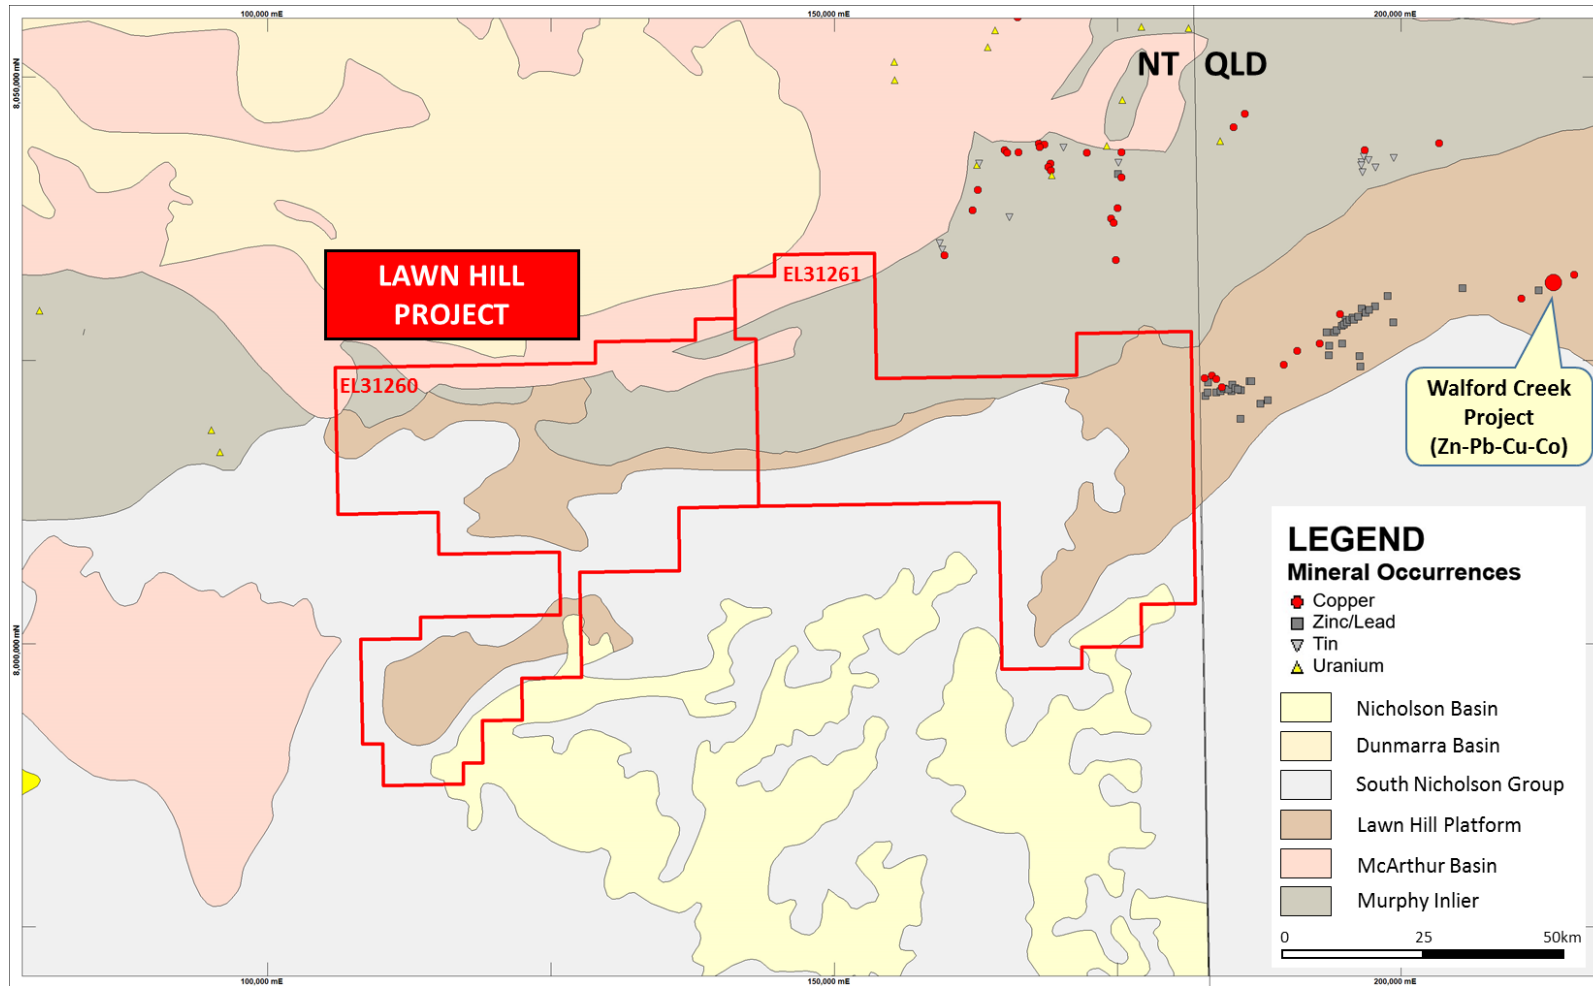 100,000 mE
150,000 mE
200,000 mE
8,050,000 mN
NT QLD
LAWN HILL
PROJECT
EL31261
EL31260
Walford Creek
Project
(Zn-Pb-Cu-Co)
8,000,000 mN
LEGEND
Mineral Occurrences
Copper
Zinc/Lead
Tin
Uranium
Nicholson Basin
Dunmarra Basin
South Nicholson Group
Lawn Hill Platform
McArthur Basin
Murphy Inlier
0 25 50km
100,000 mE
150,000 mE
200,000 mE